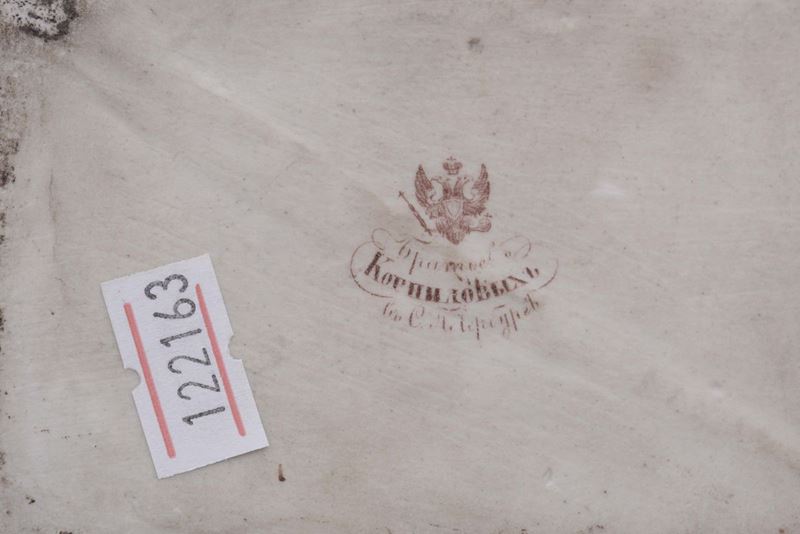 Братьевъ
Корниловыхъ
въ С. Петербургѣ
122163